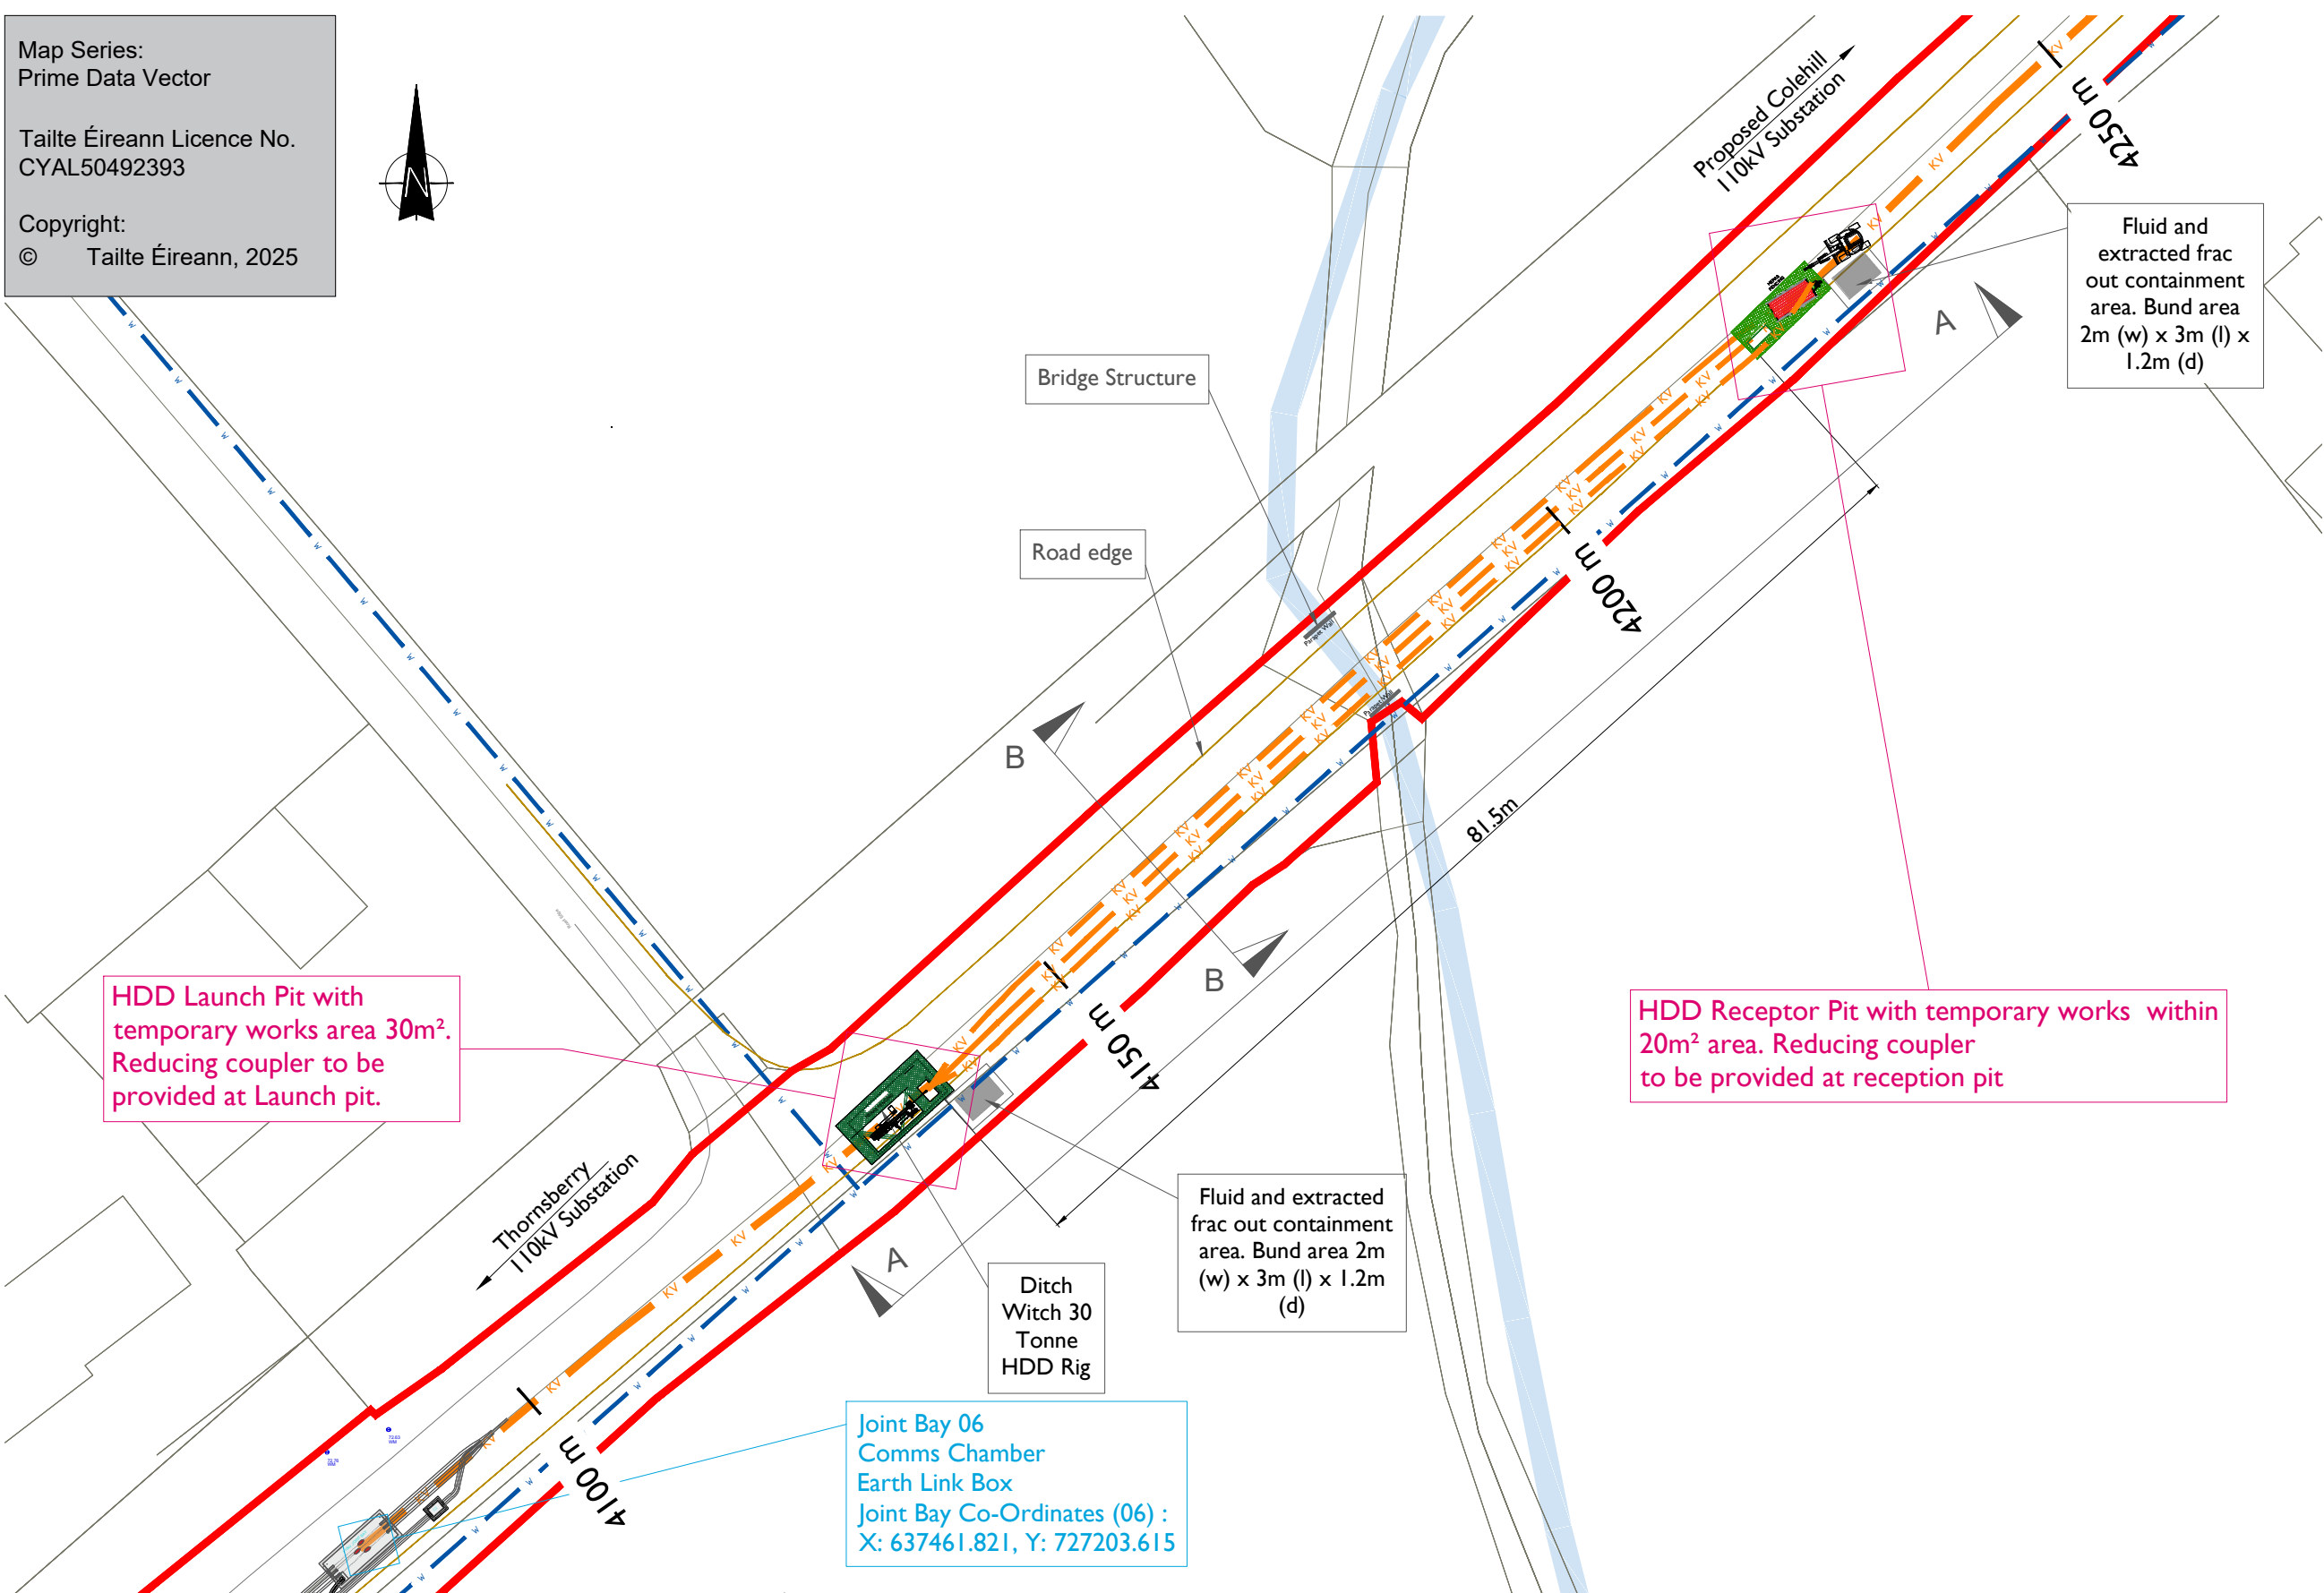 Map Series:
Prime Data Vector
Tailte Éireann Licence No.
CYAL50492393
Copyright:
© Tailte Éireann, 2025
N
Proposed Colehill
110kV Substation
4250 m
Fluid and
extracted frac
out containment
area. Bund area
2m (w) x 3m (l) x
1.2m (d)
A
Bridge Structure
Road edge
Parapet Wall
Parapet Wall
4200 m
B
81.5m
B
4150 m
HDD Launch Pit with
temporary works area 30m².
Reducing coupler to be
provided at Launch pit.
HDD Receptor Pit with temporary works within
20m² area. Reducing coupler
to be provided at reception pit
Thornsberry
110kV Substation
A
Fluid and extracted
frac out containment
area. Bund area 2m
(w) x 3m (l) x 1.2m
(d)
Ditch
Witch 30
Tonne
HDD Rig
4100 m
Joint Bay 06
Comms Chamber
Earth Link Box
Joint Bay Co-Ordinates (06) :
X: 637461.821, Y: 727203.615
KV
W